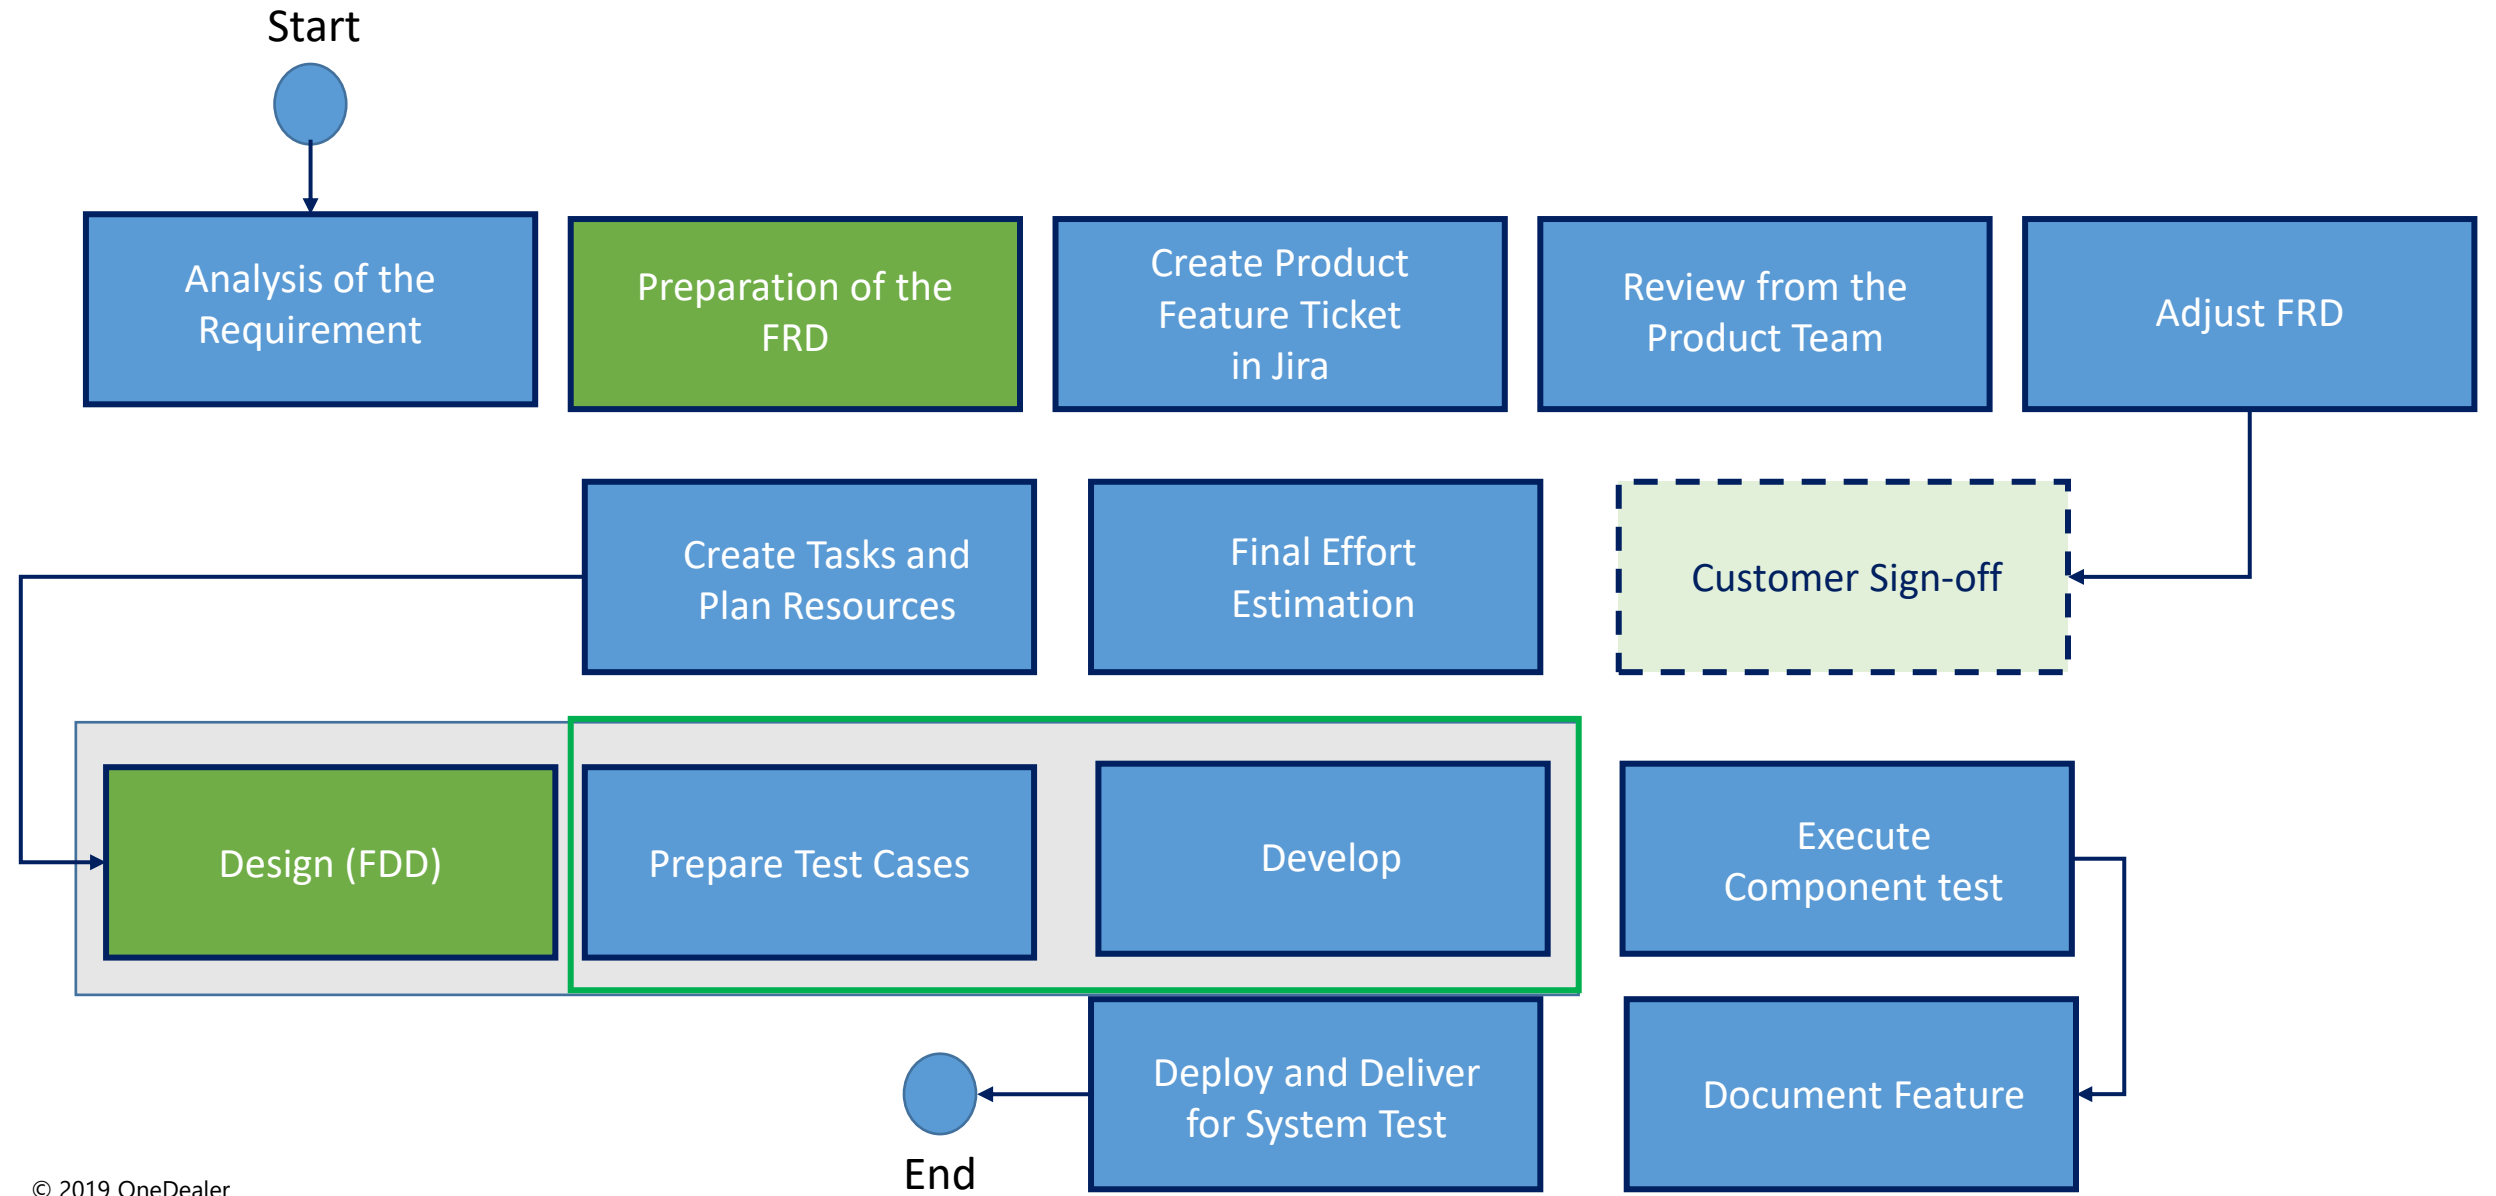 Start
Analysis of the
Requirement
Preparation of the
FRD
Create Product
Feature Ticket
in Jira
Review from the
Product Team
Adjust FRD
Create Tasks and
Plan Resources
Final Effort
Estimation
Customer Sign-off
Design (FDD)
Prepare Test Cases
Develop
Execute
Component test
Deploy and Deliver
for System Test
Document Feature
End
© 2019 OneDealer